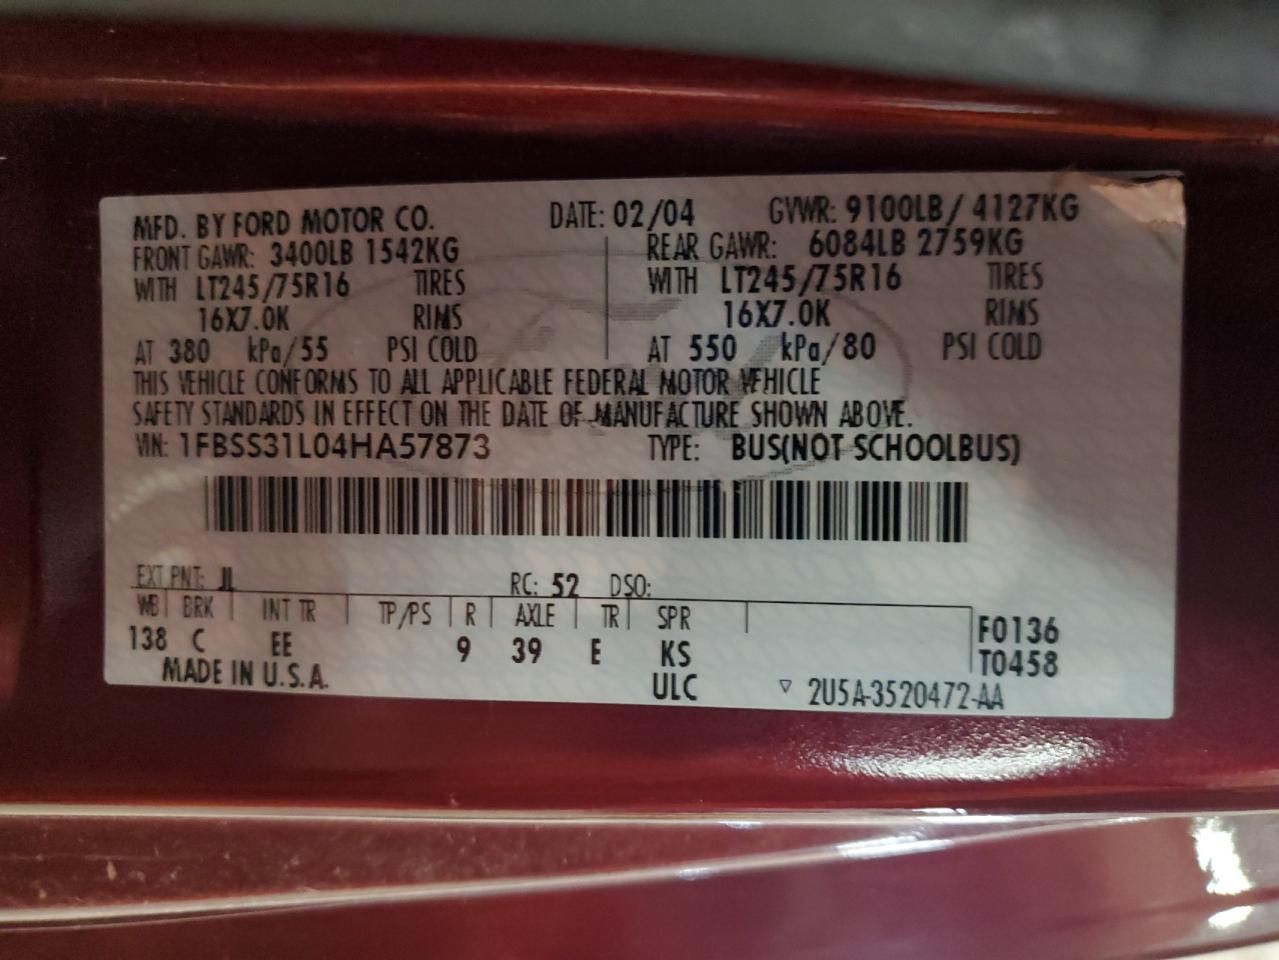 MFD. BY FORD MOTOR CO. DATE: 02/04 GVWR: 9100LB/ 4127KG
FRONT GAWR: 3400LB 1542KG REAR GAWR: 6084LB 2759KG
WITH LT245/75R16 TIRES WITH LT245/75R16 TIRES
16X7.0K RIMS 16X7.0K RIMS
AT 380 kPa/55 PSI COLD AT 550 kPa/80 PSI COLD
THIS VEHICLE CONFORMS TO ALL APPLICABLE FEDERAL MOTOR VEHICLE
SAFETY STANDARDS IN EFFECT ON THE DATE OF MANUFACTURE SHOWN ABOVE.
VIN: 1FBSS31L04HA57873 TYPE: BUS(NOT SCHOOLBUS)
EXT PNT: JL RC: 52 DSO:
WB BRK INT TR TP/PS R AXLE TR SPR F0136
138 C EE 9 39 E KS T0458
MADE IN U.S.A. ULC ▽ 2U5A-3520472-AA